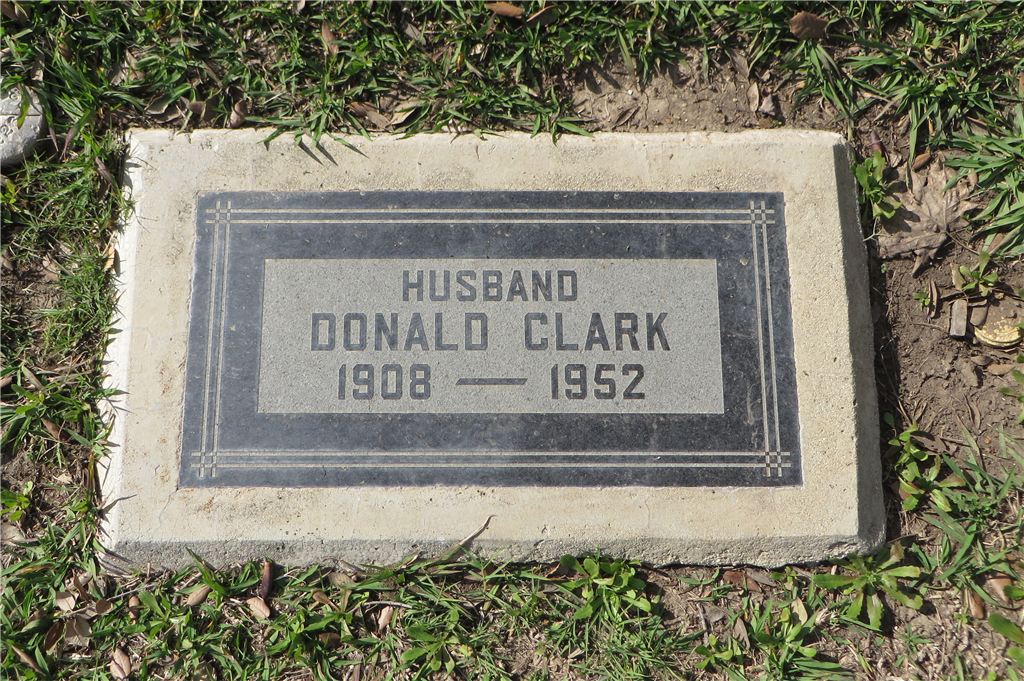 HUSBAND
DONALD CLARK
1908 — 1952